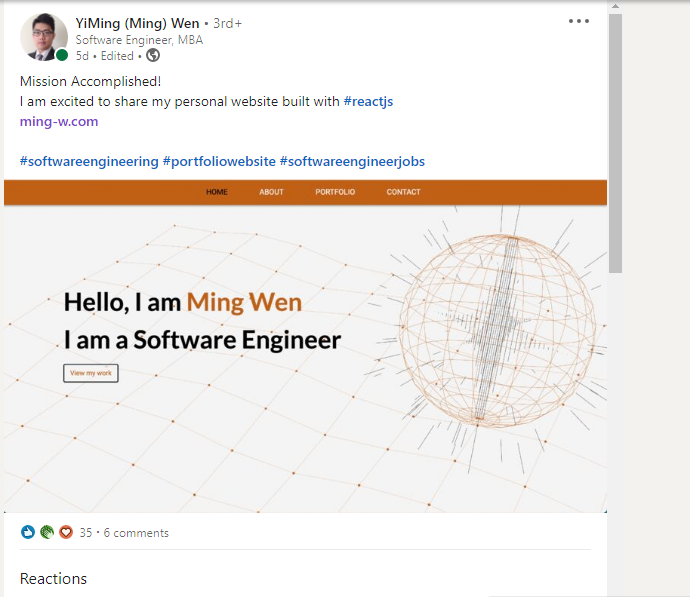 YiMing (Ming) Wen • 3rd+
Software Engineer, MBA
5d • Edited •
Mission Accomplished!
I am excited to share my personal website built with #reactjs
ming-w.com
#softwareengineering #portfoliowebsite #softwareengineerjobs
HOME ABOUT PORTFOLIO CONTACT
Hello, I am Ming Wen
I am a Software Engineer
View my work
35 • 6 comments
Reactions